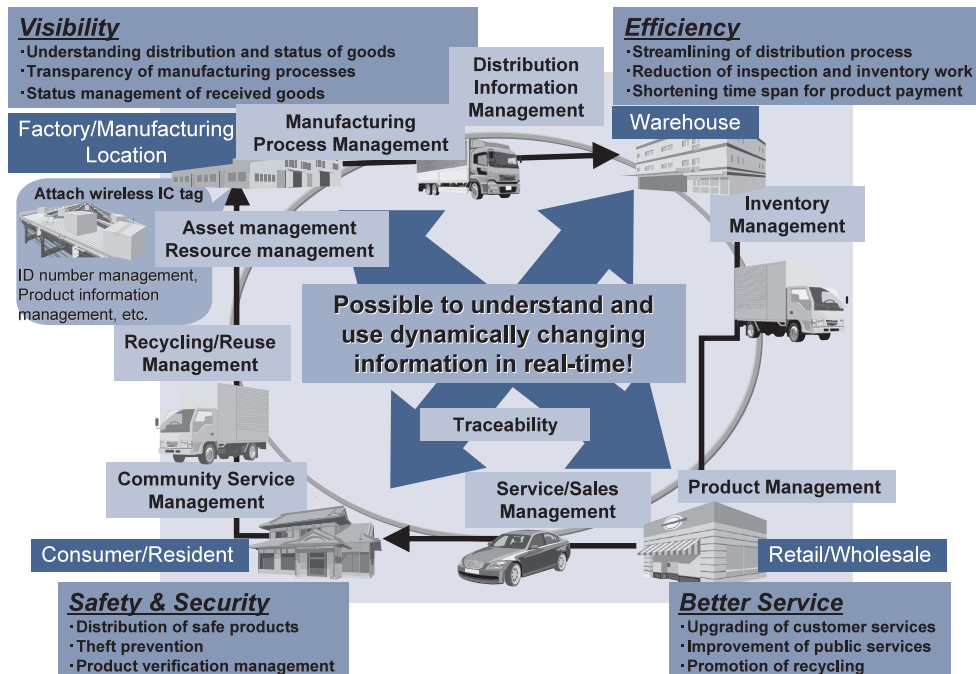 Visibility
・Understanding distribution and status of goods
・Transparency of manufacturing processes
・Status management of received goods
Distribution
Information
Management
Efficiency
・Streamlining of distribution process
・Reduction of inspection and inventory work
・Shortening time span for product payment
Factory/Manufacturing
Location
Manufacturing
Process Management
Warehouse
Attach wireless IC tag
ID number management,
Product information
management, etc.
Asset management
Resource management
Inventory
Management
Possible to understand and
use dynamically changing
information in real-time!
Recycling/Reuse
Management
Traceability
Community Service
Management
Service/Sales
Management
Product Management
Consumer/Resident
Retail/Wholesale
Safety & Security
・Distribution of safe products
・Theft prevention
・Product verification management
Better Service
・Upgrading of customer services
・Improvement of public services
・Promotion of recycling